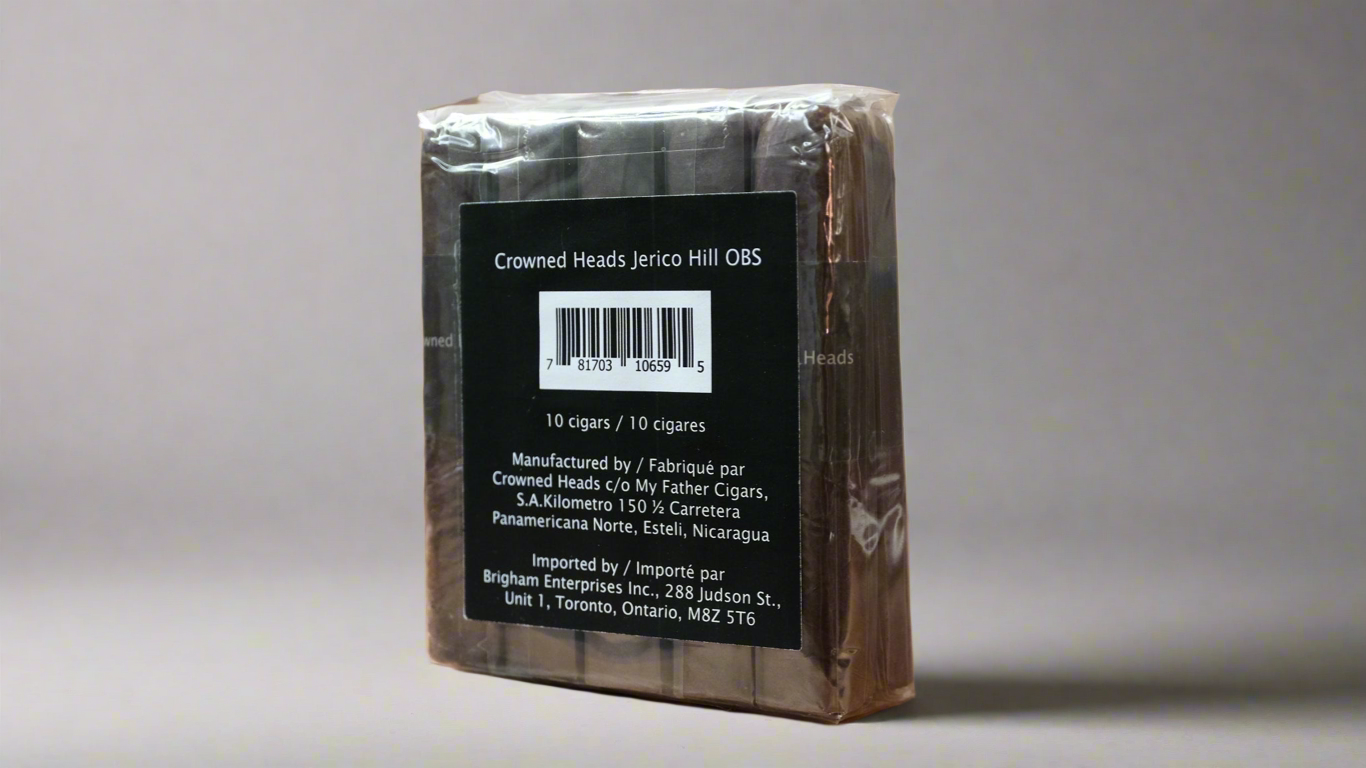 Crowned Heads Jerico Hill OBS
7 81703 10659 5
10 cigars / 10 cigares
Manufactured by / Fabriqué par
Crowned Heads c/o My Father Cigars,
S.A.Kilometro 150 ½ Carretera
Panamericana Norte, Esteli, Nicaragua
Imported by / Importé par
Brigham Enterprises Inc., 288 Judson St.,
Unit 1, Toronto, Ontario, M8Z 5T6
wned
Heads